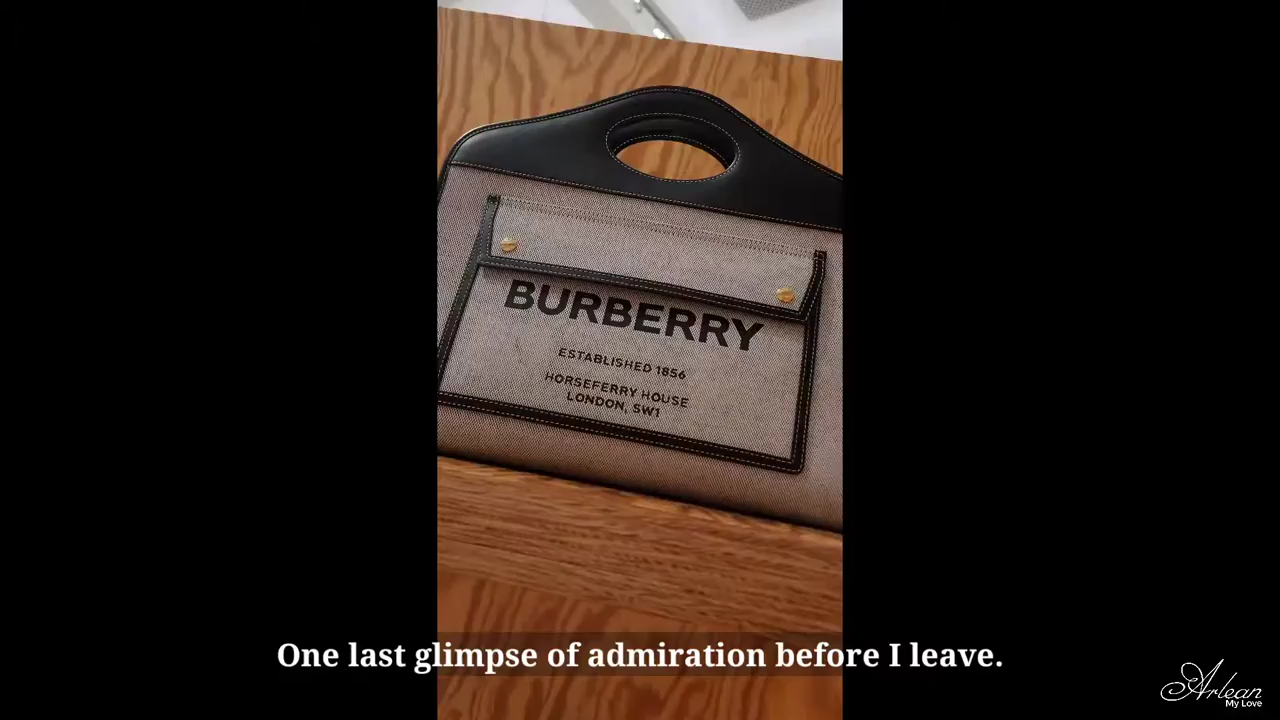 BURBERRY
ESTABLISHED 1856
HORSEFERRY HOUSE
LONDON, SW1
One last glimpse of admiration before I leave.
Arlean
My Love